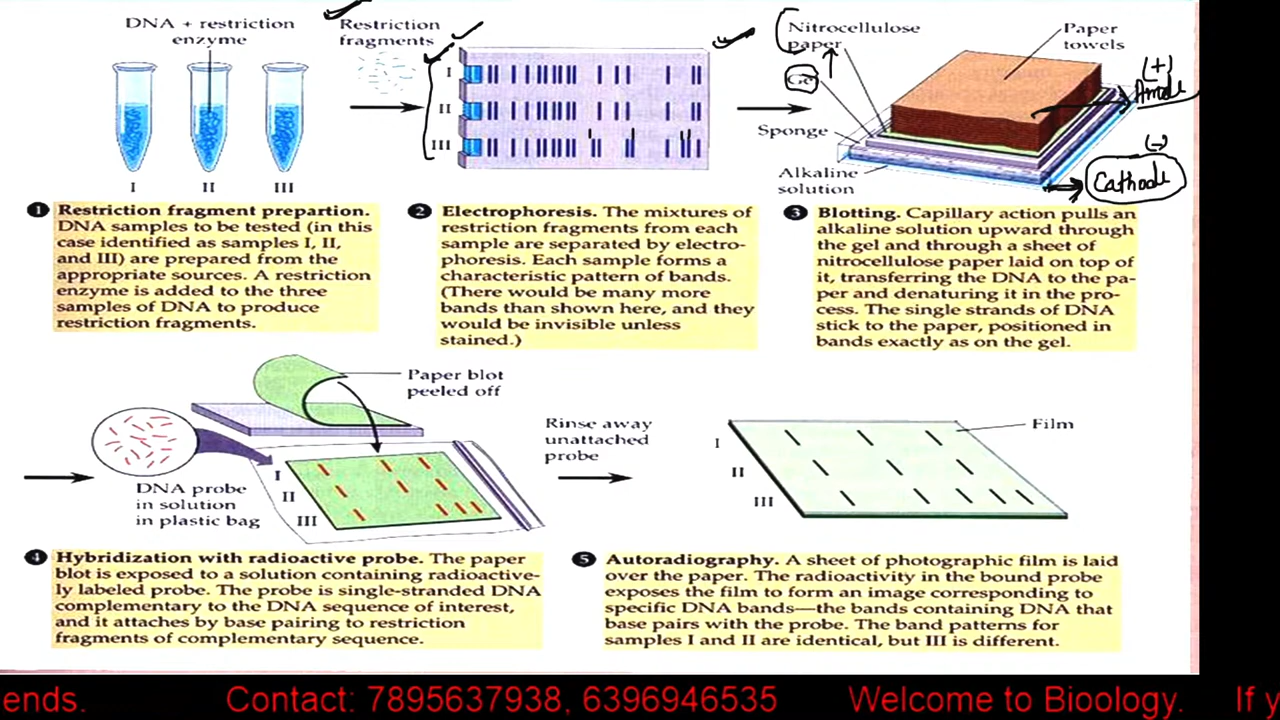 DNA + restriction
enzyme
Restriction
fragments
I
II
III
I
II
III
Nitrocellulose
paper
Gel
Sponge
Alkaline
solution
Paper
towels
(+)
Anode
(-)
Cathode
1 Restriction fragment prepartion.
DNA samples to be tested (in this
case identified as samples I, II,
and III) are prepared from the
appropriate sources. A restriction
enzyme is added to the three
samples of DNA to produce
restriction fragments.
2 Electrophoresis. The mixtures of
restriction fragments from each
sample are separated by electro-
phoresis. Each sample forms a
characteristic pattern of bands.
(There would be many more
bands than shown here, and they
would be invisible unless
stained.)
3 Blotting. Capillary action pulls an
alkaline solution upward through
the gel and through a sheet of
nitrocellulose paper laid on top of
it, transferring the DNA to the pa-
per and denaturing it in the pro-
cess. The single strands of DNA
stick to the paper, positioned in
bands exactly as on the gel.
Paper blot
peeled off
DNA probe
in solution
in plastic bag
I
II
III
Rinse away
unattached
probe
I
II
III
Film
4 Hybridization with radioactive probe. The paper
blot is exposed to a solution containing radioactive-
ly labeled probe. The probe is single-stranded DNA
complementary to the DNA sequence of interest,
and it attaches by base pairing to restriction
fragments of complementary sequence.
5 Autoradiography. A sheet of photographic film is laid
over the paper. The radioactivity in the bound probe
exposes the film to form an image corresponding to
specific DNA bands—the bands containing DNA that
base pairs with the probe. The band patterns for
samples I and II are identical, but III is different.
ends. Contact: 7895637938, 6396946535 Welcome to Bioology. If y